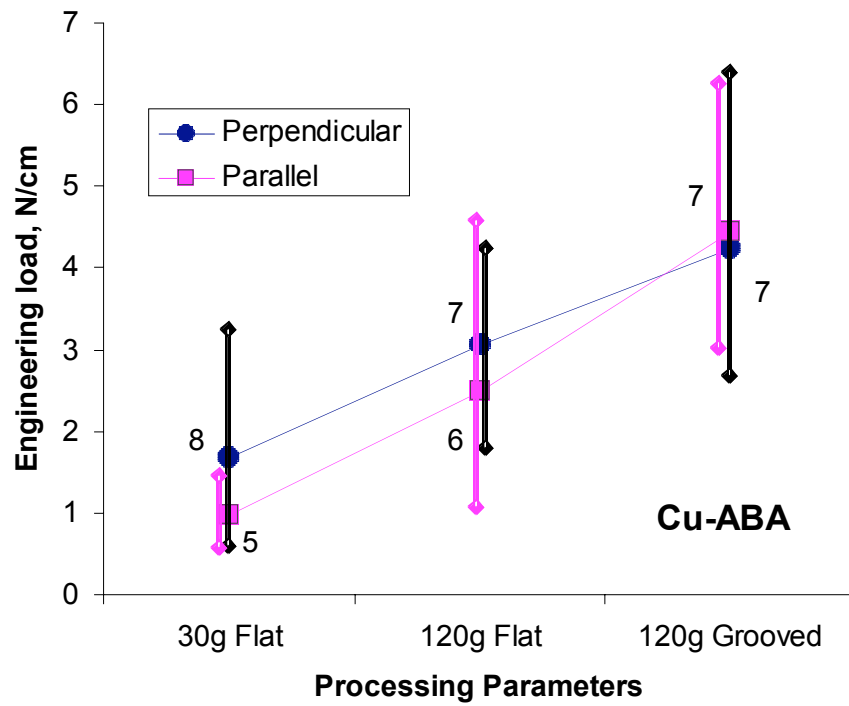 7
6
5
4
3
2
1
0
Engineering load, N/cm
Perpendicular
Parallel
8
5
7
6
7
7
Cu-ABA
30g Flat 120g Flat 120g Grooved
Processing Parameters